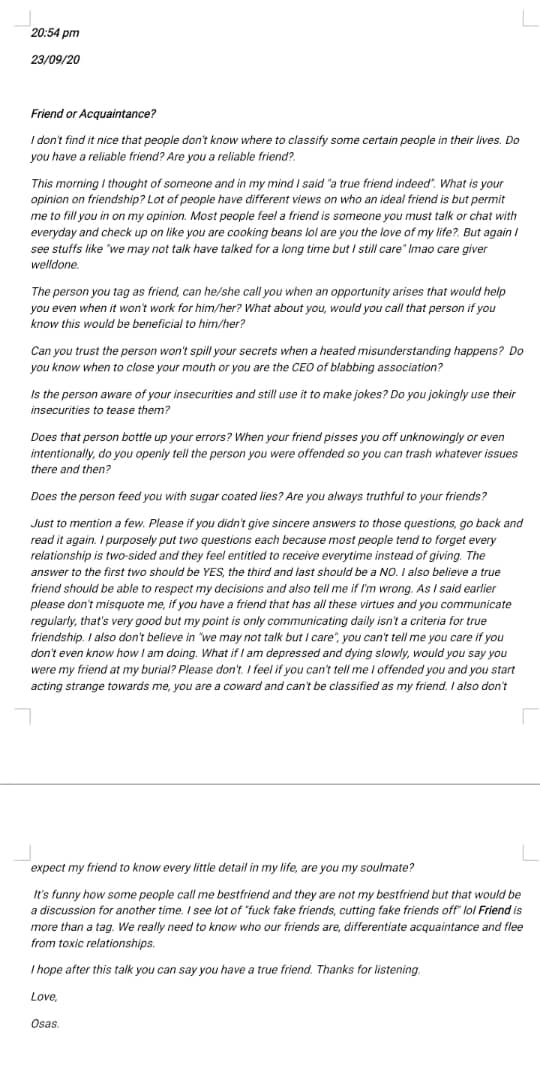 20:54 pm
23/09/20
Friend or Acquaintance?
I don't find it nice that people don't know where to classify some certain people in their lives. Do
you have a reliable friend? Are you a reliable friend?.
This morning I thought of someone and in my mind I said "a true friend indeed". What is your
opinion on friendship? Lot of people have different views on who an ideal friend is but permit
me to fill you in on my opinion. Most people feel a friend is someone you must talk or chat with
everyday and check up on like you are cooking beans lol are you the love of my life?. But again I
see stuffs like "we may not talk have talked for a long time but I still care" lmao care giver
welldone.
The person you tag as friend, can he/she call you when an opportunity arises that would help
you even when it won't work for him/her? What about you, would you call that person if you
know this would be beneficial to him/her?
Can you trust the person won't spill your secrets when a heated misunderstanding happens?  Do
you know when to close your mouth or you are the CEO of blabbing association?
Is the person aware of your insecurities and still use it to make jokes? Do you jokingly use their
insecurities to tease them?
Does that person bottle up your errors? When your friend pisses you off unknowingly or even
intentionally, do you openly tell the person you were offended so you can trash whatever issues
there and then?
Does the person feed you with sugar coated lies? Are you always truthful to your friends?
Just to mention a few. Please if you didn't give sincere answers to those questions, go back and
read it again. I purposely put two questions each because most people tend to forget every
relationship is two-sided and they feel entitled to receive everytime instead of giving. The
answer to the first two should be YES, the third and last should be a NO. I also believe a true
friend should be able to respect my decisions and also tell me if I'm wrong. As I said earlier
please don't misquote me, if you have a friend that has all these virtues and you communicate
regularly, that's very good but my point is only communicating daily isn't a criteria for true
friendship. I also don't believe in "we may not talk but I care", you can't tell me you care if you
don't even know how I am doing. What if I am depressed and dying slowly, would you say you
were my friend at my burial? Please don't. I feel if you can't tell me I offended you and you start
acting strange towards me, you are a coward and can't be classified as my friend. I also don't
expect my friend to know every little detail in my life, are you my soulmate?
It's funny how some people call me bestfriend and they are not my bestfriend but that would be
a discussion for another time. I see lot of "fuck fake friends, cutting fake friends off" lol Friend is
more than a tag. We really need to know who our friends are, differentiate acquaintance and flee
from toxic relationships.
I hope after this talk you can say you have a true friend. Thanks for listening.
Love,
Osas.